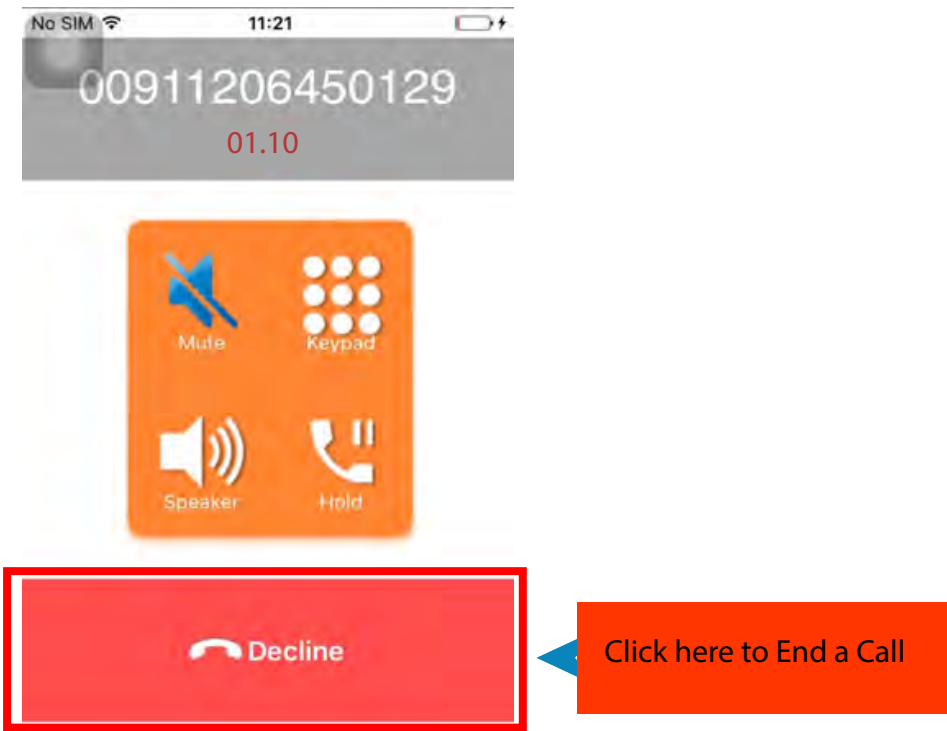 No SIM 11:21
00911206450129
01.10
Mute Keypad
Speaker Hold
Decline
Click here to End a Call